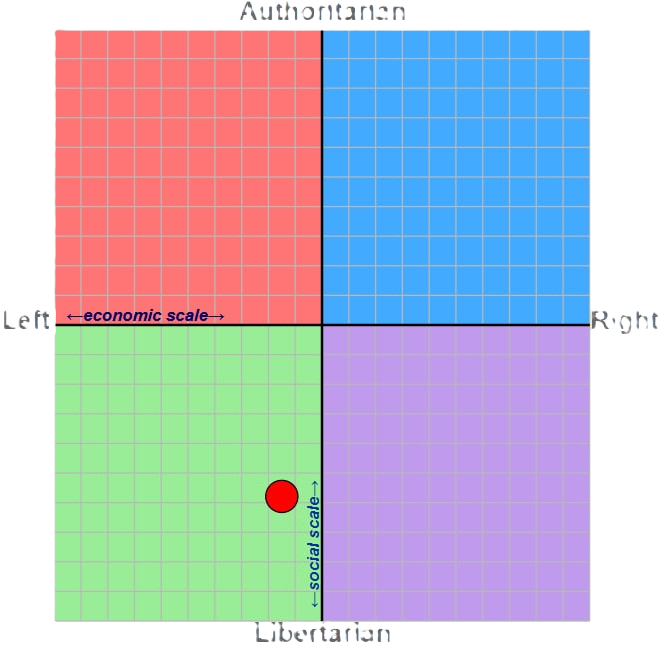 Authoritarian
←economic scale→
Left
Right
←social scale→
Libertarian